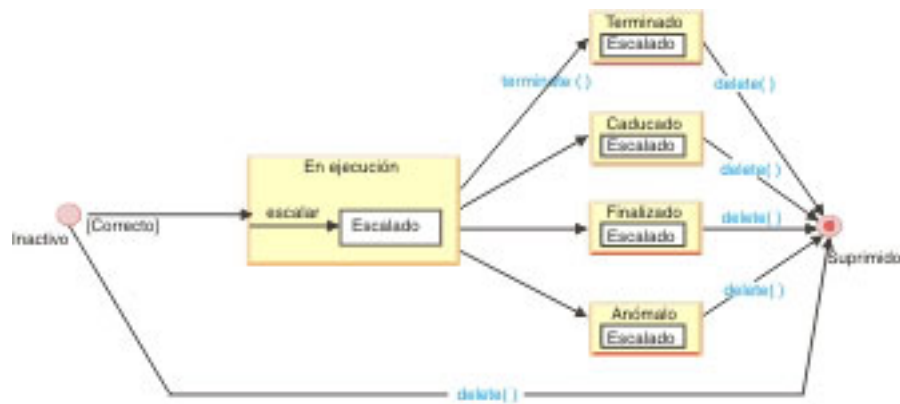 Terminado
Escalado
terminate ( )
delete( )
Caducado
Escalado
delete( )
En ejecución
escalar
Escalado
[Correcto]
Inactivo
Finalizado
Escalado
delete( )
Suprimido
Anómalo
Escalado
delete( )
delete( )